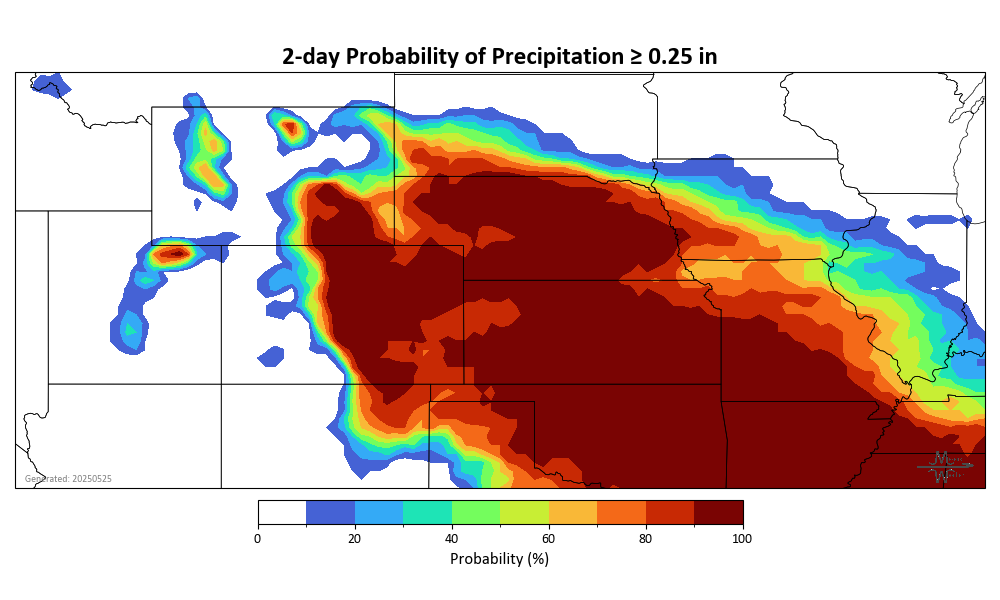 2-day Probability of Precipitation ≥ 0.25 in
Generated: 20250525
0 20 40 60 80 100
Probability (%)